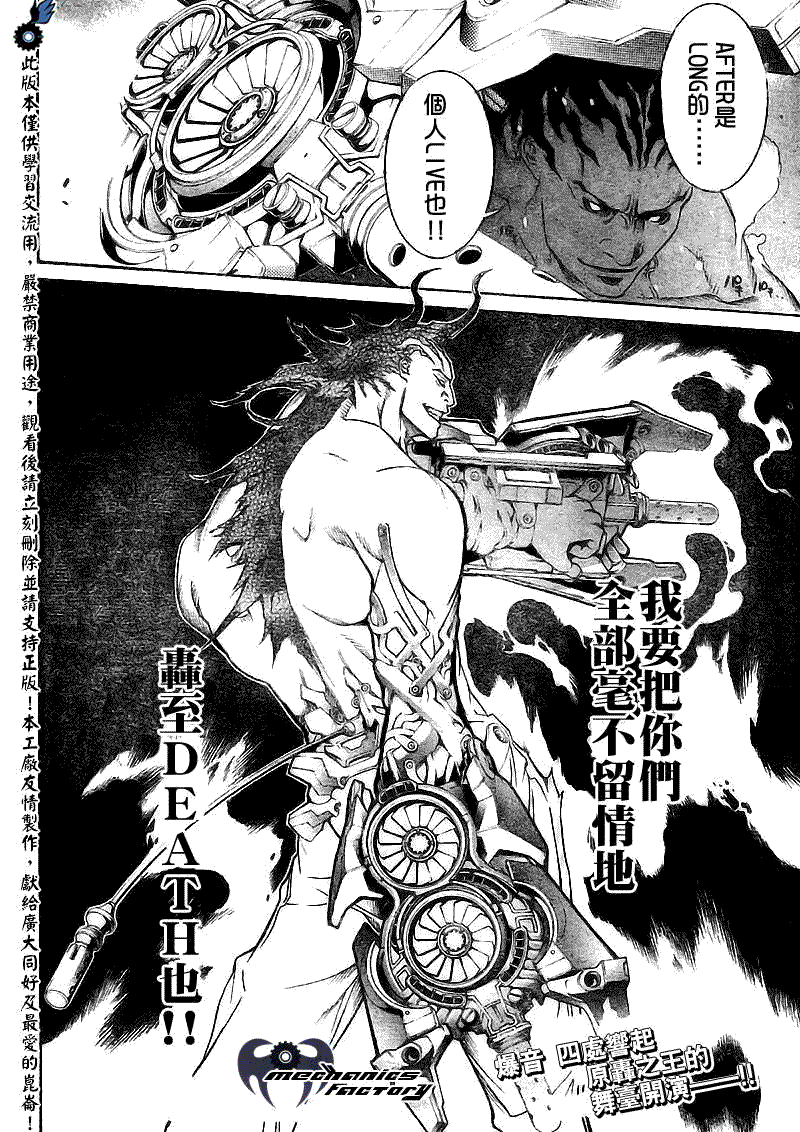 AFTER是
LONG的……
個人LIVE也!!
我要把你們
全部毫不留情地
轟至DEATH也!!
爆音 四處響起
原轟之王的
舞臺開演——!!
mechanics
factory
此版本僅供學習交流用，嚴禁商業用途，觀看後請立刻刪除並請支持正版！本工廠友情製作，獻給廣大同好及最愛的崑崙！